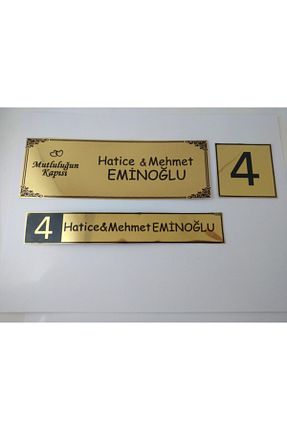 Mutluluğun
Kapısı
Hatice &Mehmet
EMİNOĞLU
4
4
Hatice&Mehmet EMİNOĞLU